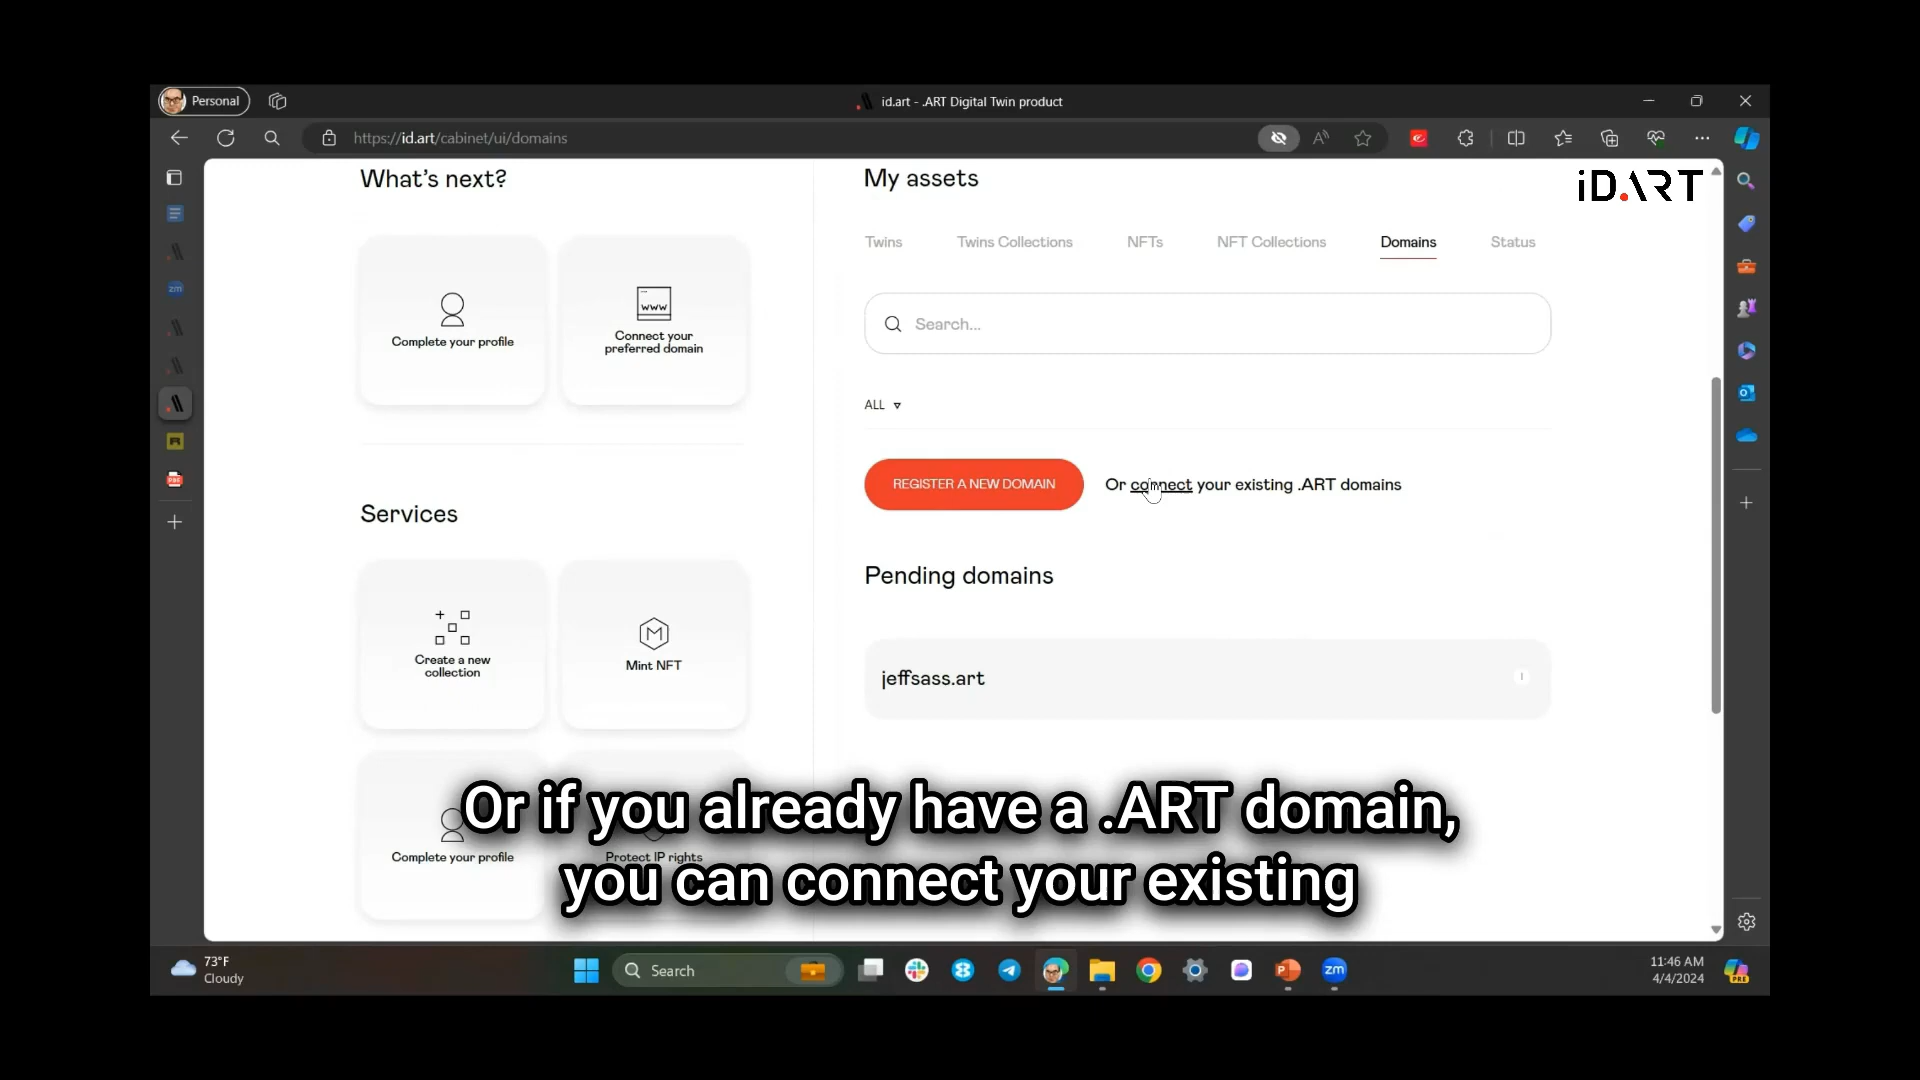 Personal
id.art - .ART Digital Twin product
https://id.art/cabinet/ui/domains
What's next?
Complete your profile
www
Connect your
preferred domain
Services
Create a new
collection
Mint NFT
Complete your profile
Protect IP rights
My assets
iD.ART
Twins
Twins Collections
NFTs
NFT Collections
Domains
Status
Search...
ALL
REGISTER A NEW DOMAIN
Or connect your existing .ART domains
Pending domains
jeffsass.art
Or if you already have a .ART domain,
you can connect your existing
zm
PDF
73°F
Cloudy
Search
zm
11:46 AM
4/4/2024
PRE